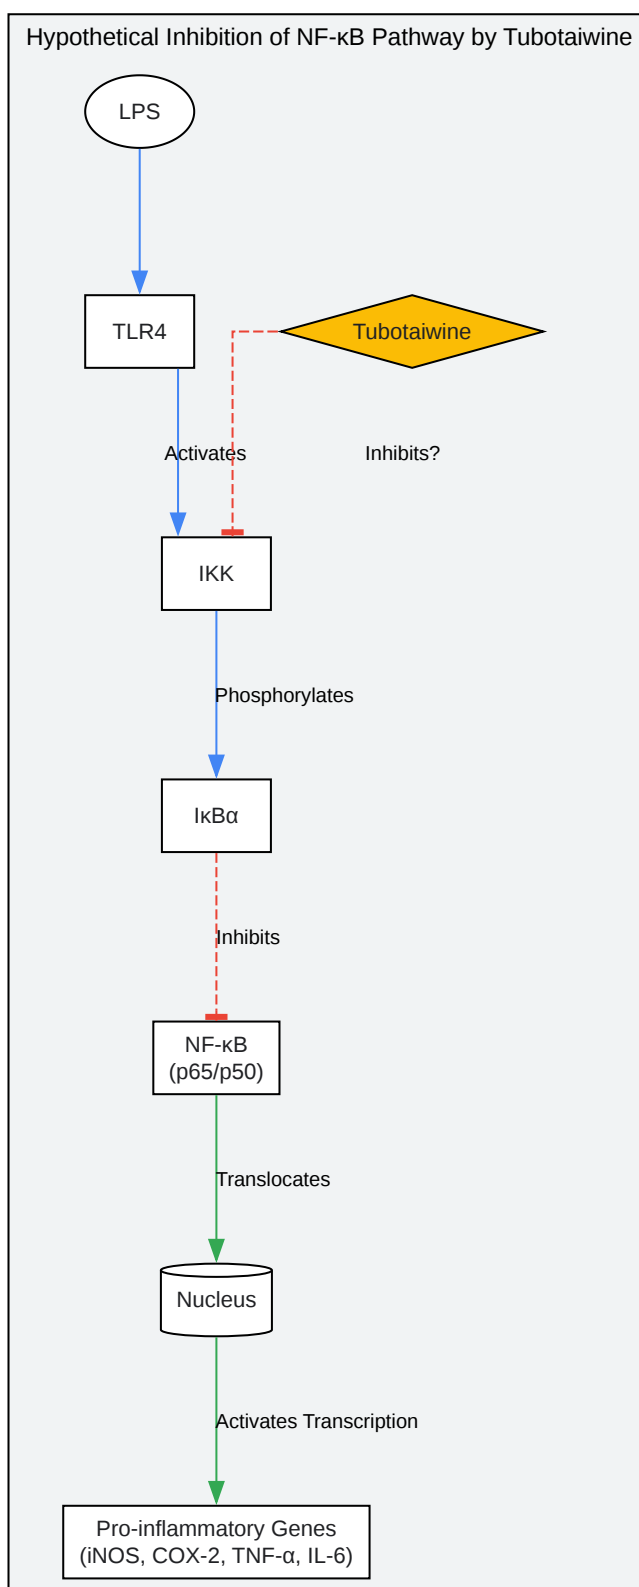 Hypothetical Inhibition of NF-κB Pathway by Tubotaiwine
LPS
TLR4
Tubotaiwine
Activates
Inhibits?
IKK
Phosphorylates
IκBα
Inhibits
NF-κB
(p65/p50)
Translocates
Nucleus
Activates Transcription
Pro-inflammatory Genes
(iNOS, COX-2, TNF-α, IL-6)